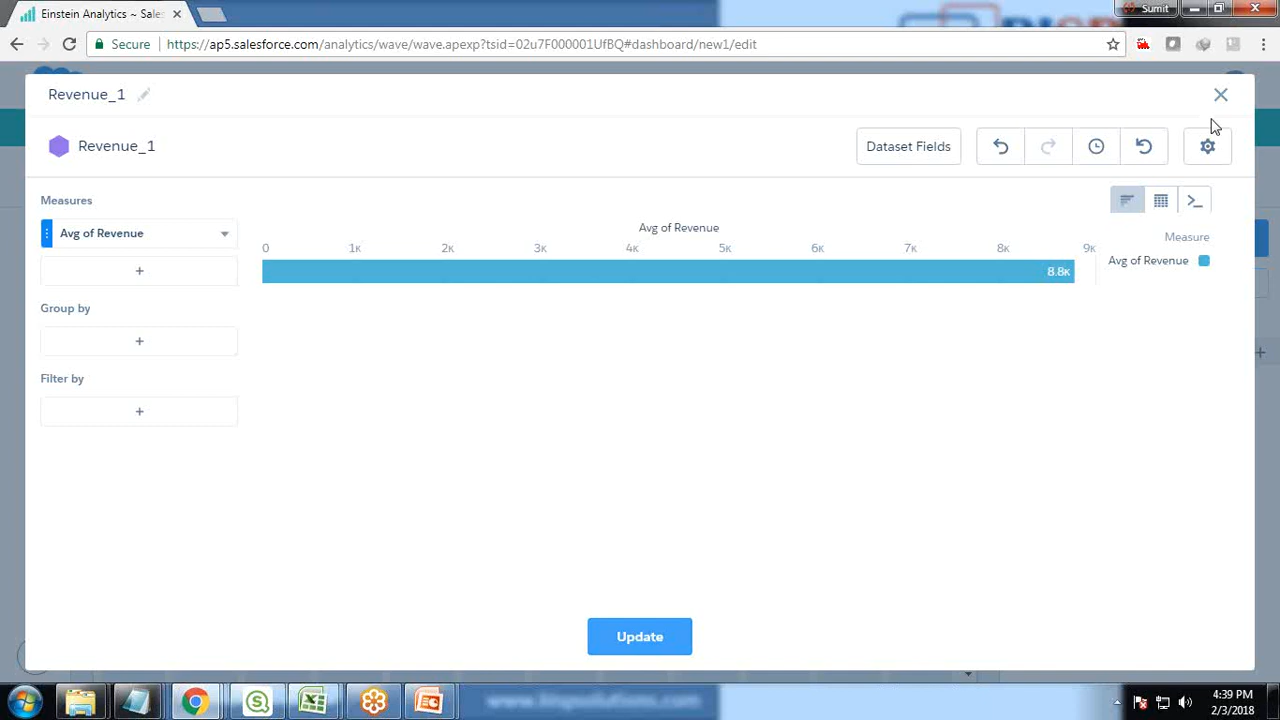 Einstein Analytics ~ Sales
Sumit
Secure
https://ap5.salesforce.com/analytics/wave/wave.apexp?tsid=02u7F000001UfBQ#dashboard/new1/edit
Revenue_1
Revenue_1
Dataset Fields
Measures
Avg of Revenue
+
Group by
+
Filter by
+
Avg of Revenue
0 1K 2K 3K 4K 5K 6K 7K 8K 9K
8.8K
Measure
Avg of Revenue
Update
4:39 PM
2/3/2018